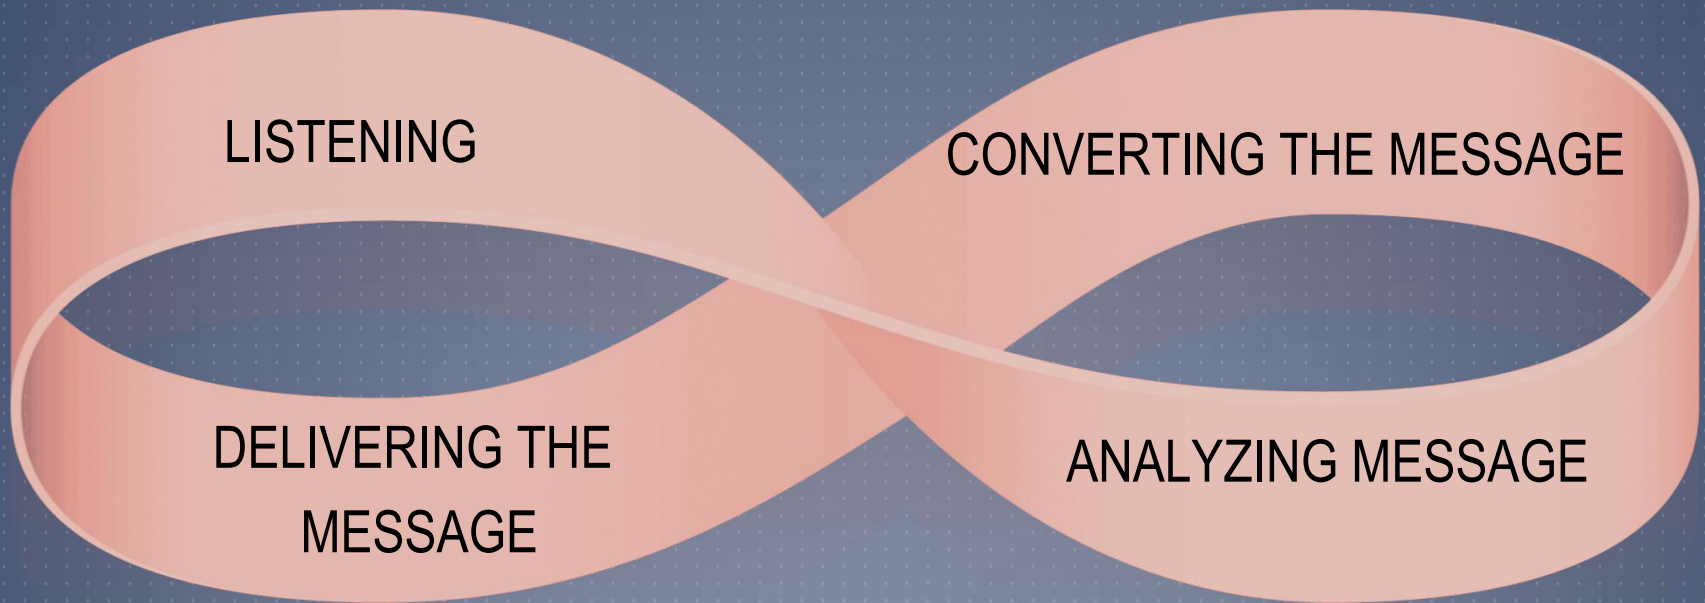 LISTENING
CONVERTING THE MESSAGE
DELIVERING THE
MESSAGE
ANALYZING MESSAGE